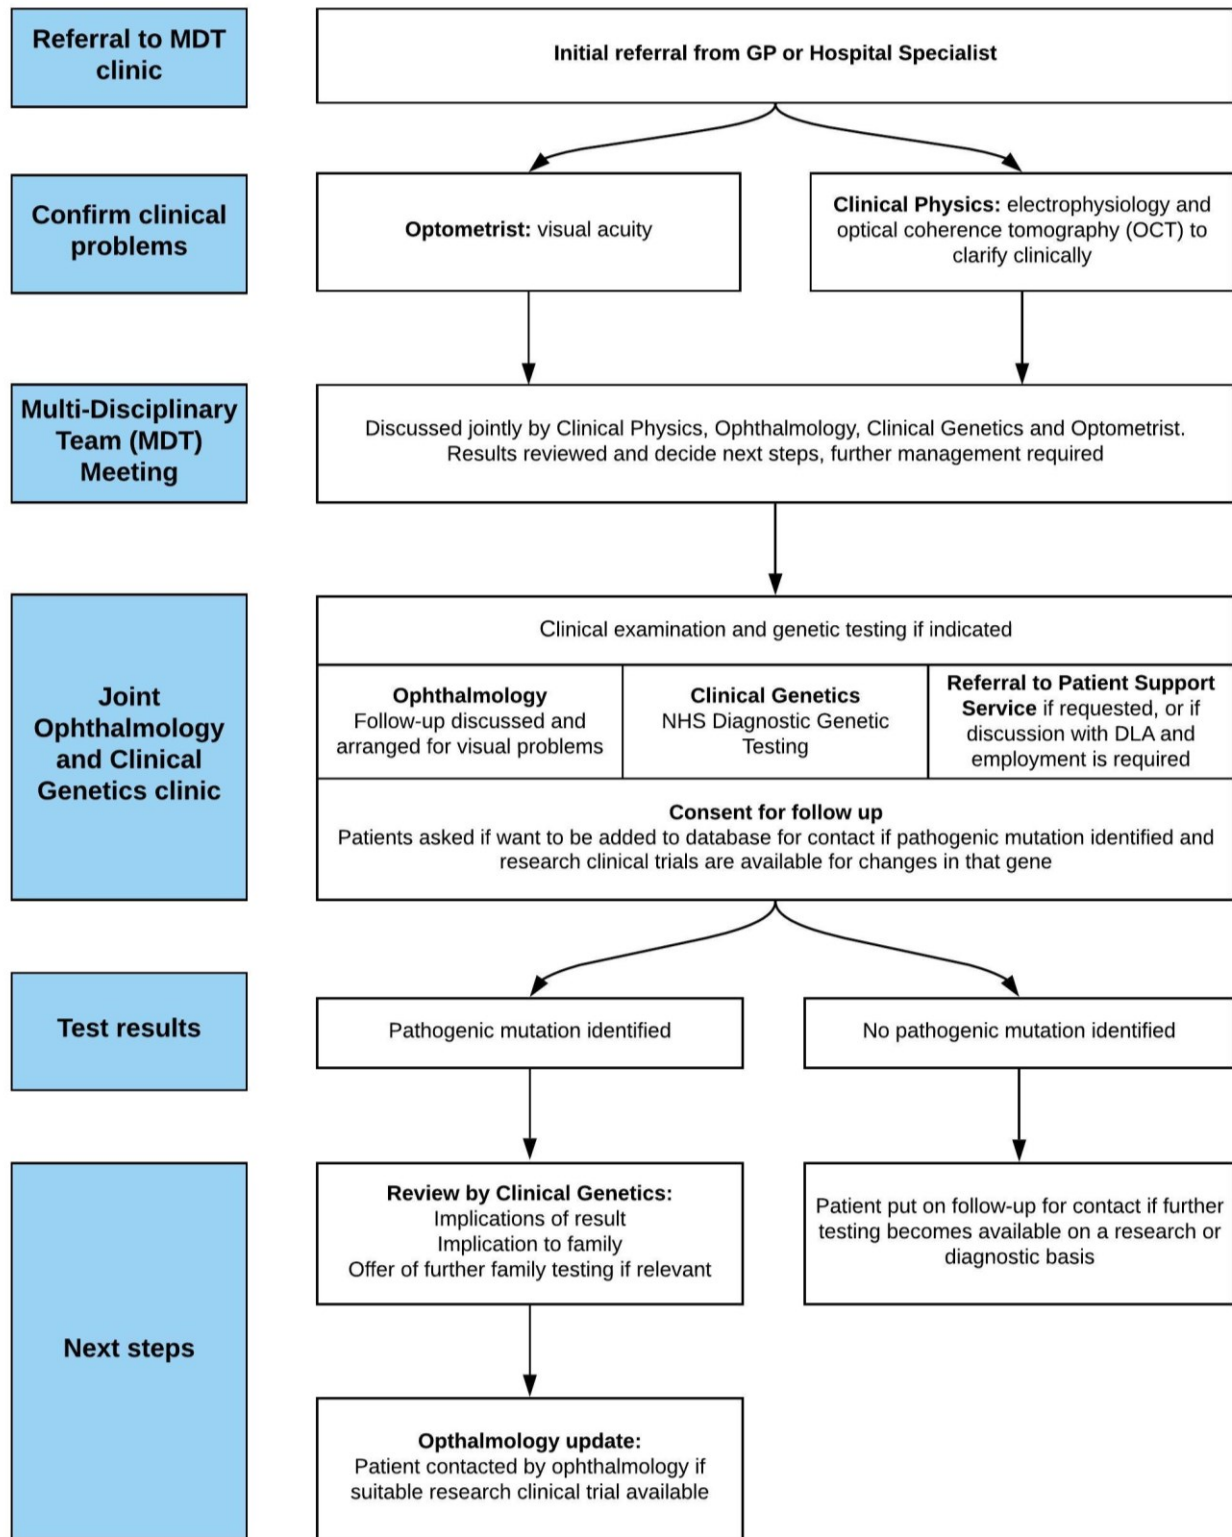 Referral to MDT
clinic
Initial referral from GP or Hospital Specialist
Confirm clinical
problems
Optometrist: visual acuity
Clinical Physics: electrophysiology and
optical coherence tomography (OCT) to
clarify clinically
Multi-Disciplinary
Team (MDT)
Meeting
Discussed jointly by Clinical Physics, Ophthalmology, Clinical Genetics and Optometrist.
Results reviewed and decide next steps, further management required
Joint
Ophthalmology
and Clinical
Genetics clinic
Clinical examination and genetic testing if indicated
Ophthalmology
Follow-up discussed and
arranged for visual problems
Clinical Genetics
NHS Diagnostic Genetic
Testing
Referral to Patient Support
Service if requested, or if
discussion with DLA and
employment is required
Consent for follow up
Patients asked if want to be added to database for contact if pathogenic mutation identified and
research clinical trials are available for changes in that gene
Test results
Pathogenic mutation identified
No pathogenic mutation identified
Next steps
Review by Clinical Genetics:
Implications of result
Implication to family
Offer of further family testing if relevant
Patient put on follow-up for contact if further
testing becomes available on a research or
diagnostic basis
Opthalmology update:
Patient contacted by ophthalmology if
suitable research clinical trial available